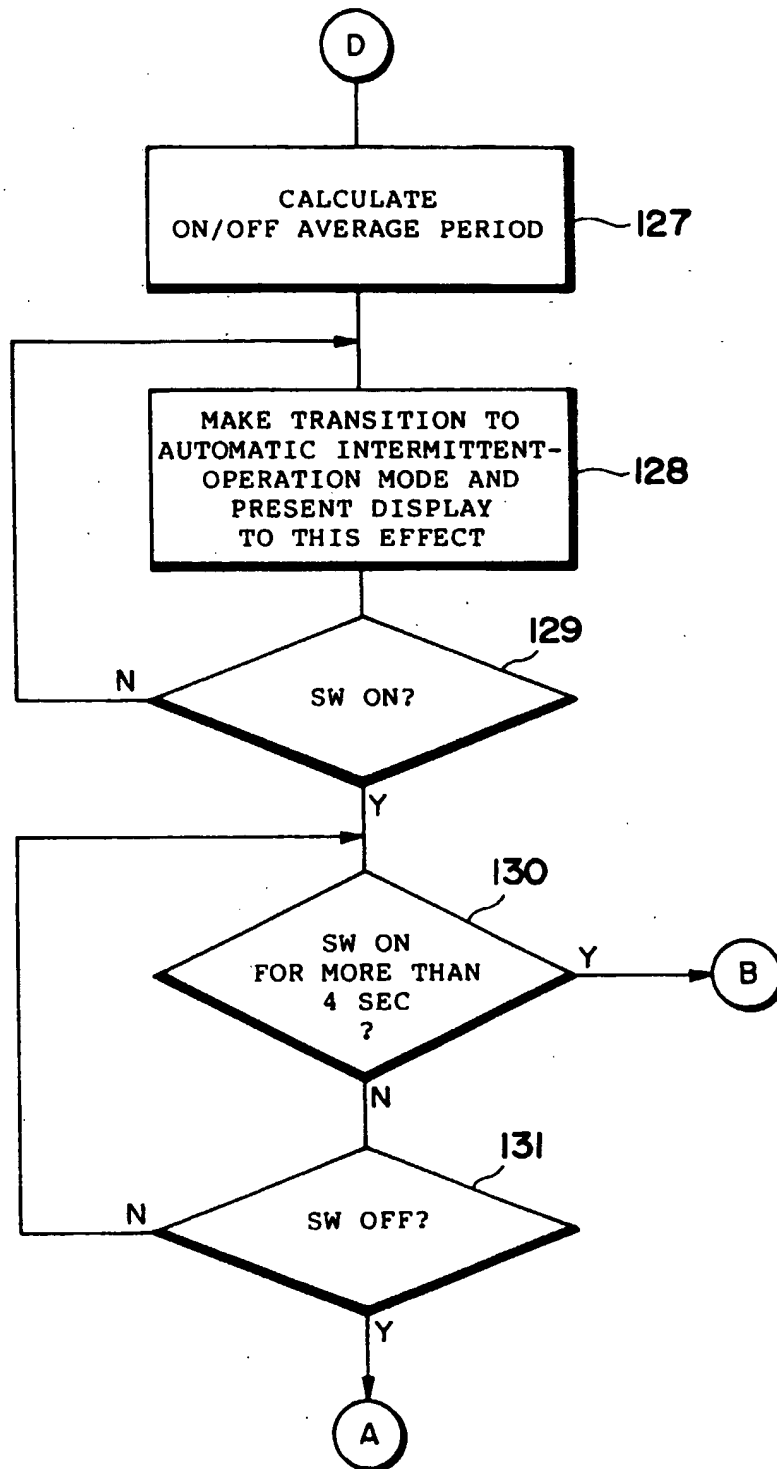 D
CALCULATE
ON/OFF AVERAGE PERIOD
127
MAKE TRANSITION TO
AUTOMATIC INTERMITTENT-
OPERATION MODE AND
PRESENT DISPLAY
TO THIS EFFECT
128
129
N
SW ON?
Y
130
SW ON
FOR MORE THAN
4 SEC
?
Y
B
N
131
N
SW OFF?
Y
A